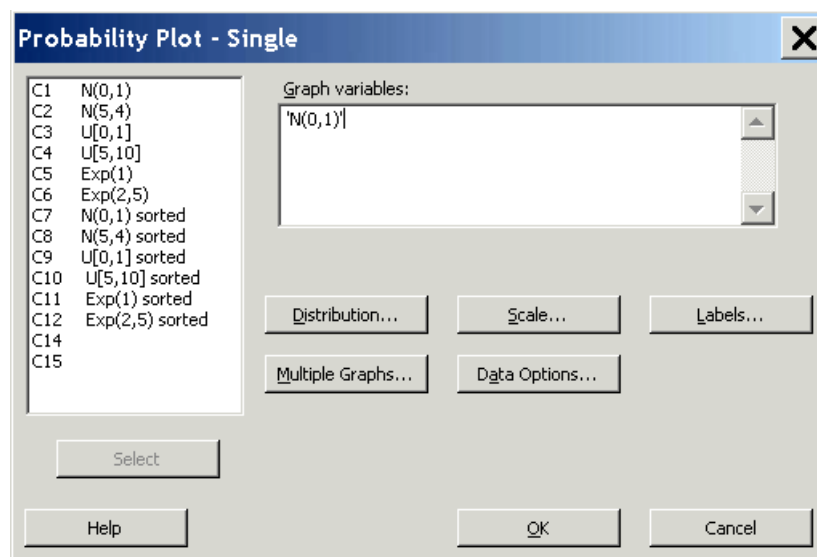 Probability Plot - Single
C1 N(0,1)
C2 N(5,4)
C3 U[0,1]
C4 U[5,10]
C5 Exp(1)
C6 Exp(2,5)
C7 N(0,1) sorted
C8 N(5,4) sorted
C9 U[0,1] sorted
C10 U[5,10] sorted
C11 Exp(1) sorted
C12 Exp(2,5) sorted
C14
C15
Graph variables:
'N(0,1)'
Distribution...
Scale...
Labels...
Multiple Graphs...
Data Options...
Select
Help
OK
Cancel